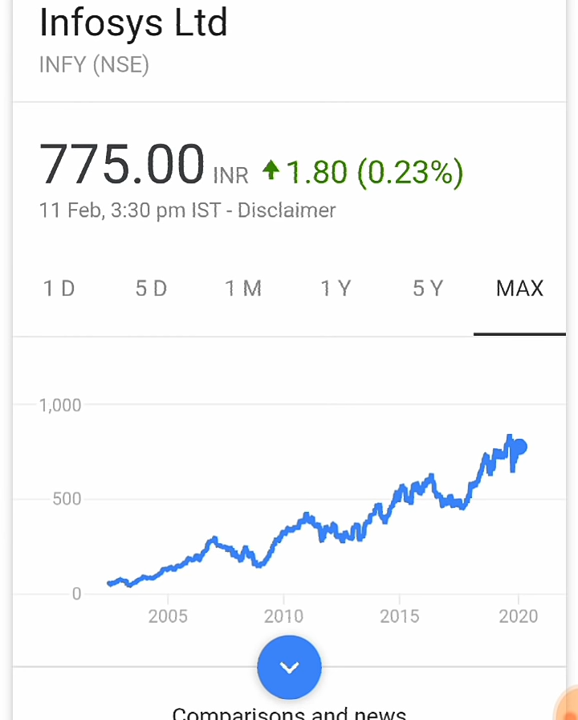 Infosys Ltd
INFY (NSE)
775.00 INR 1.80 (0.23%)
11 Feb, 3:30 pm IST - Disclaimer
1 D 5 D 1 M 1 Y 5 Y MAX
1,000
500
0
2005 2010 2015 2020
Comparisons and news